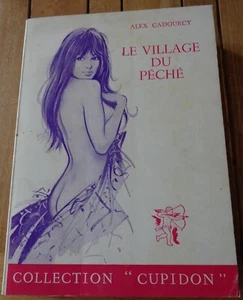 ALEX CADOURCY
LE VILLAGE
DU
PÉCHÉ
COLLECTION "CUPIDON"